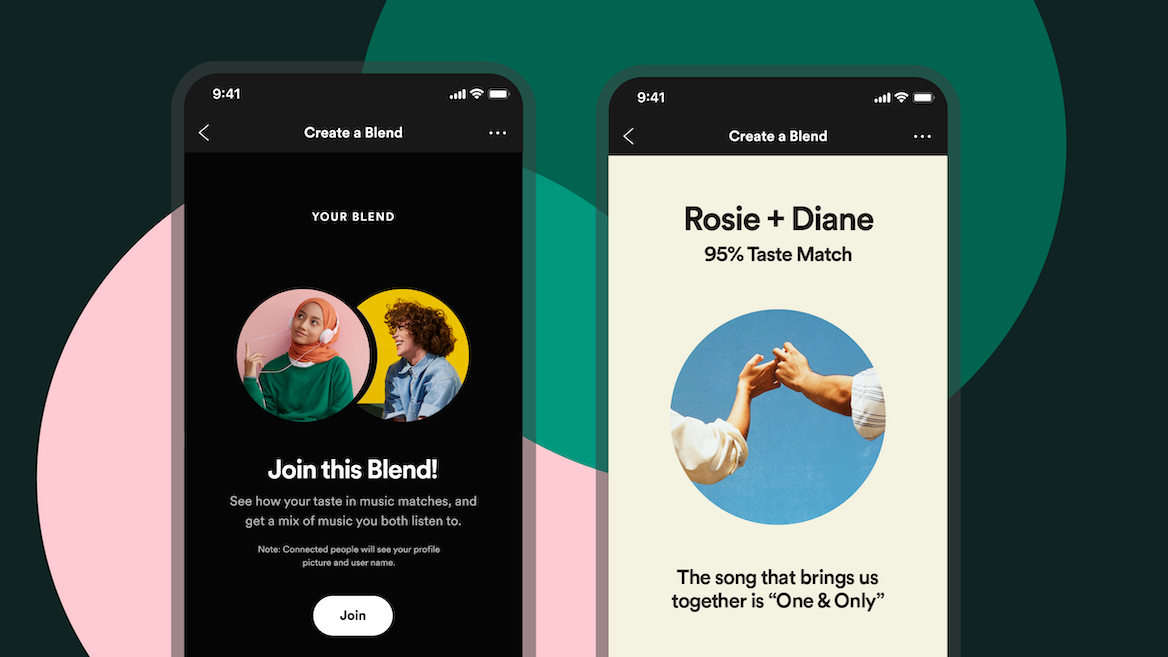 9:41
Create a Blend
YOUR BLEND
Join this Blend!
See how your taste in music matches, and
get a mix of music you both listen to.
Note: Connected people will see your profile
picture and user name.
Join
9:41
Create a Blend
Rosie + Diane
95% Taste Match
The song that brings us
together is “One & Only”